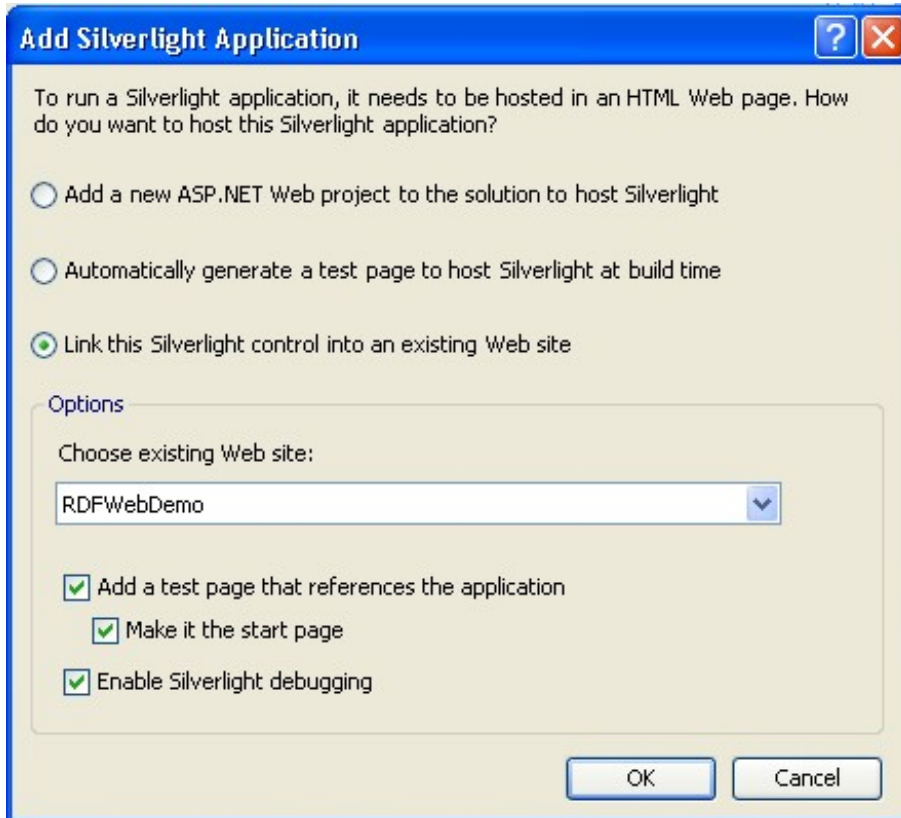 Add Silverlight Application
?
To run a Silverlight application, it needs to be hosted in an HTML Web page. How
do you want to host this Silverlight application?
Add a new ASP.NET Web project to the solution to host Silverlight
Automatically generate a test page to host Silverlight at build time
Link this Silverlight control into an existing Web site
Options
Choose existing Web site:
RDFWebDemo
Add a test page that references the application
Make it the start page
Enable Silverlight debugging
OK Cancel